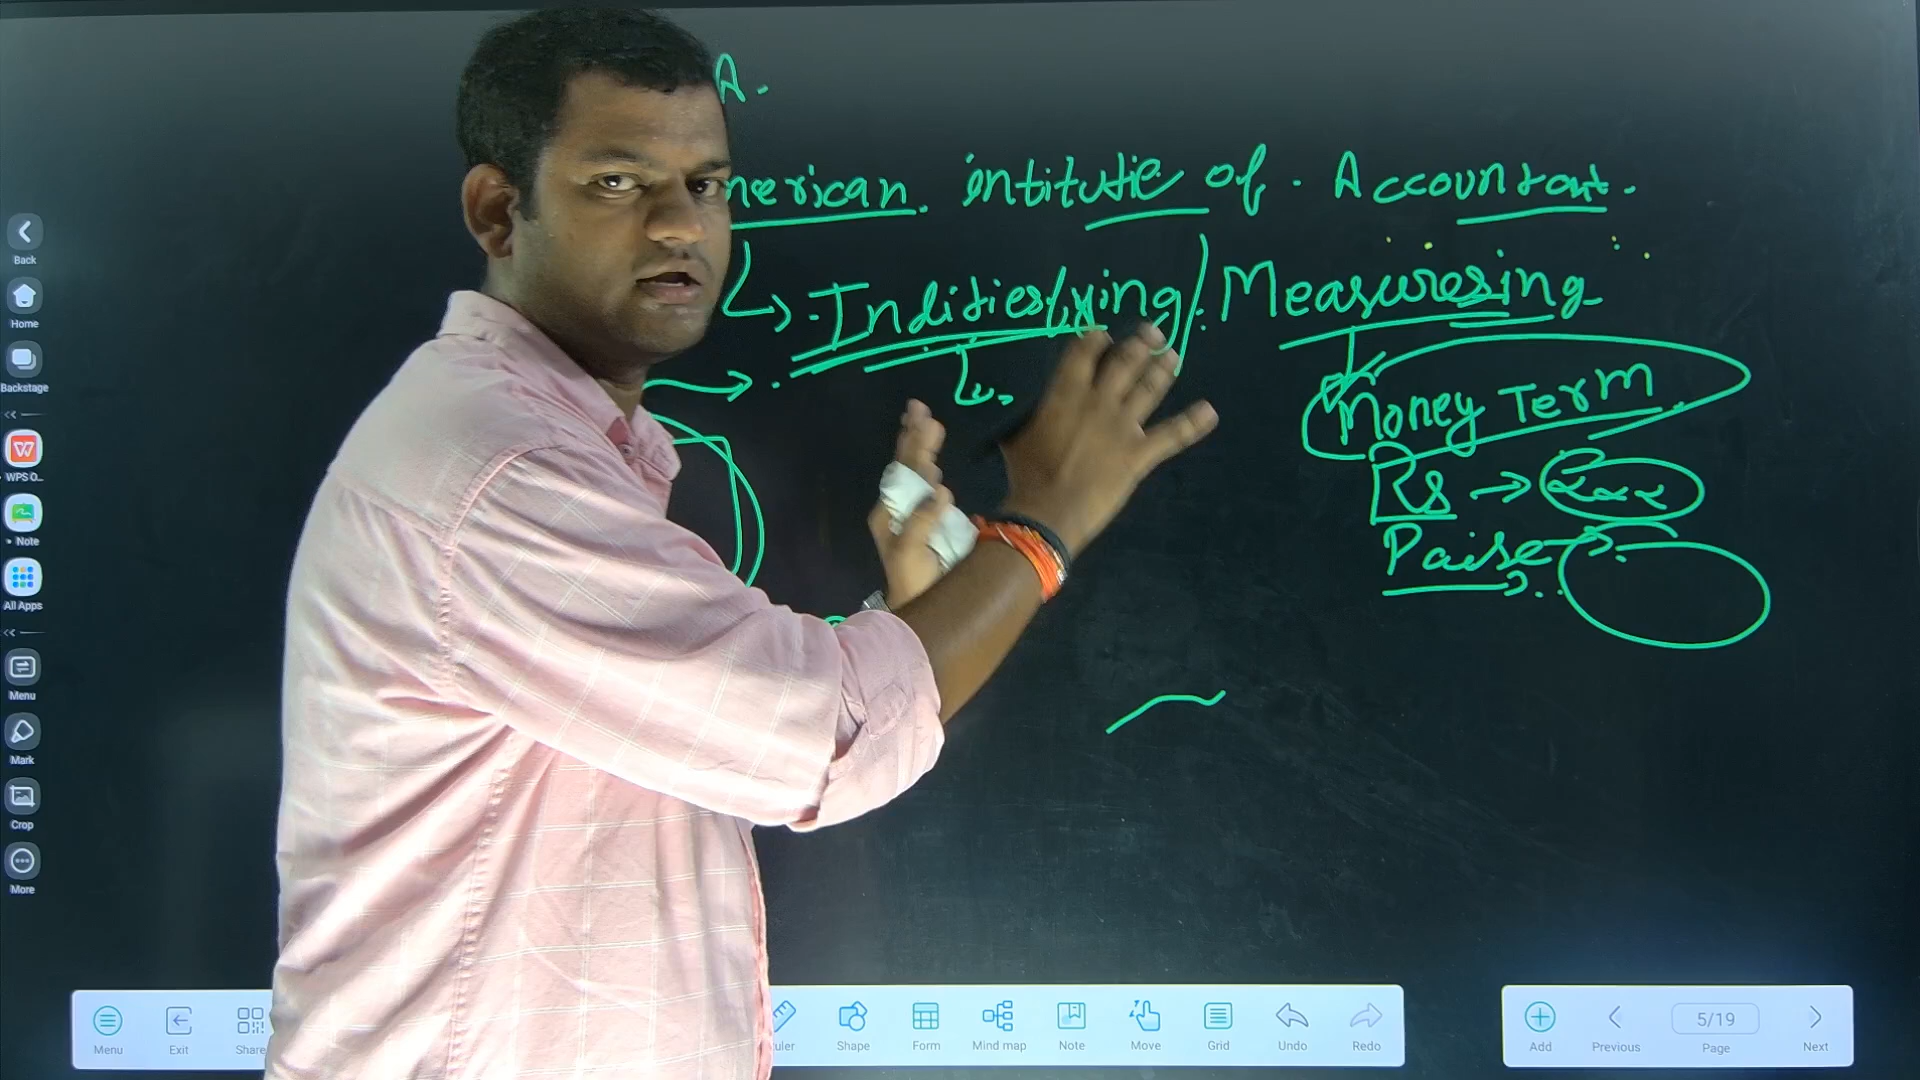 A.
merican intitutie of. Accountant.
Inditiesfying / Measuresing
Money Term
Rs → xxx
Paise →
Back
Home
Backstage
WPS O...
Note
All Apps
Menu
Mark
Crop
More
Menu Exit Share uler Shape Form Mind map Note Move Grid Undo Redo
Add Previous 5/19 Page Next